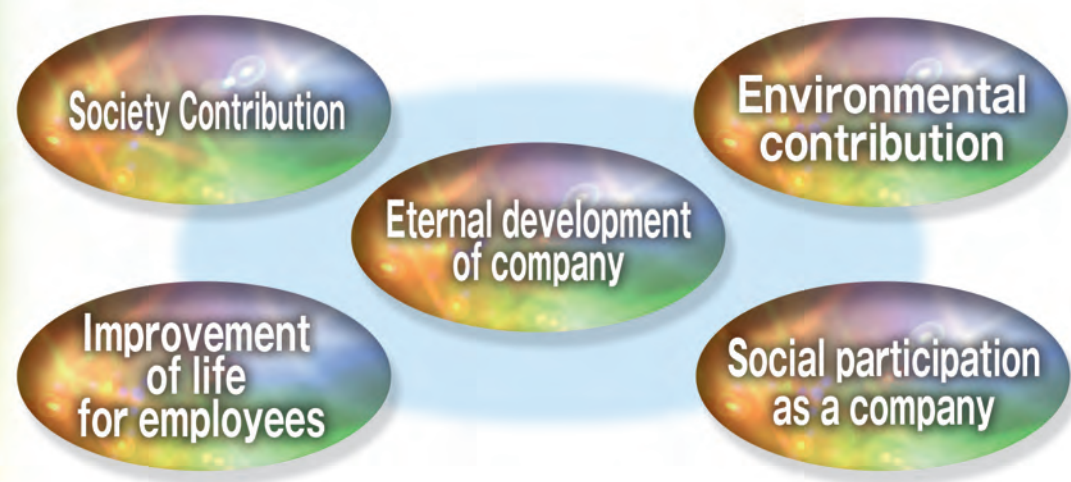 Society Contribution
Environmental
contribution
Eternal development
of company
Improvement
of life
for employees
Social participation
as a company